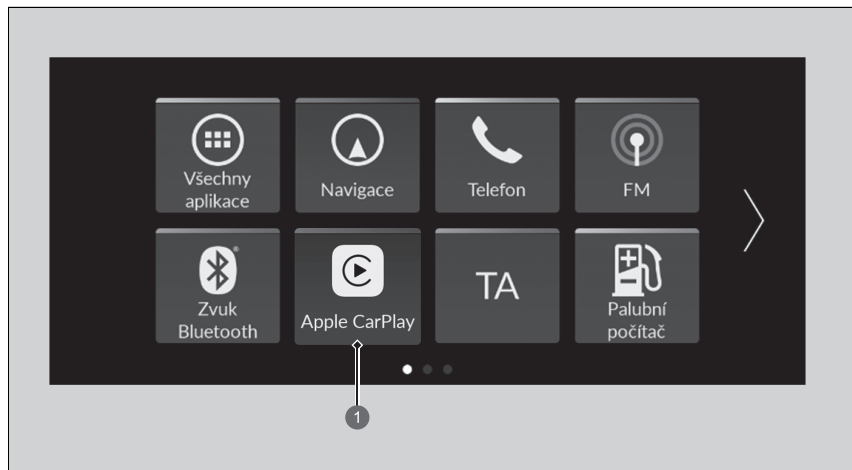 Všechny
aplikace
Navigace
Telefon
FM
Zvuk
Bluetooth
Apple CarPlay
TA
Palubní
počítač
1